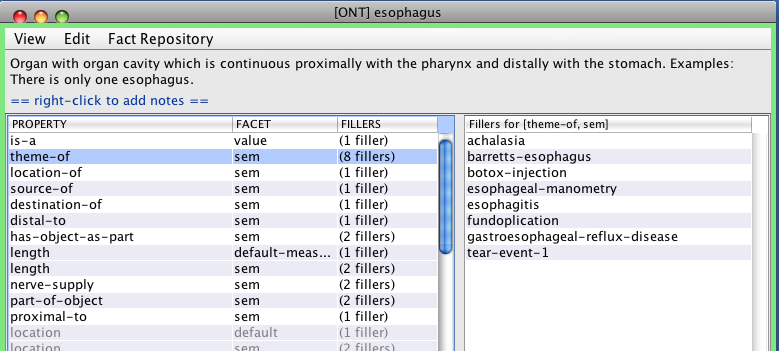 [ONT] esophagus
View Edit Fact Repository
Organ with organ cavity which is continuous proximally with the pharynx and distally with the stomach. Examples:
There is only one esophagus.
== right-click to add notes ==
PROPERTY FACET FILLERS
is-a value (1 filler)
theme-of sem (8 fillers)
location-of sem (1 filler)
source-of sem (1 filler)
destination-of sem (1 filler)
distal-to sem (1 filler)
has-object-as-part sem (2 fillers)
length default-meas... (1 filler)
length sem (2 fillers)
nerve-supply sem (2 fillers)
part-of-object sem (2 fillers)
proximal-to sem (1 filler)
location default (1 filler)
location sem (2 fillers)
Fillers for [theme-of, sem]
achalasia
barretts-esophagus
botox-injection
esophageal-manometry
esophagitis
fundoplication
gastroesophageal-reflux-disease
tear-event-1